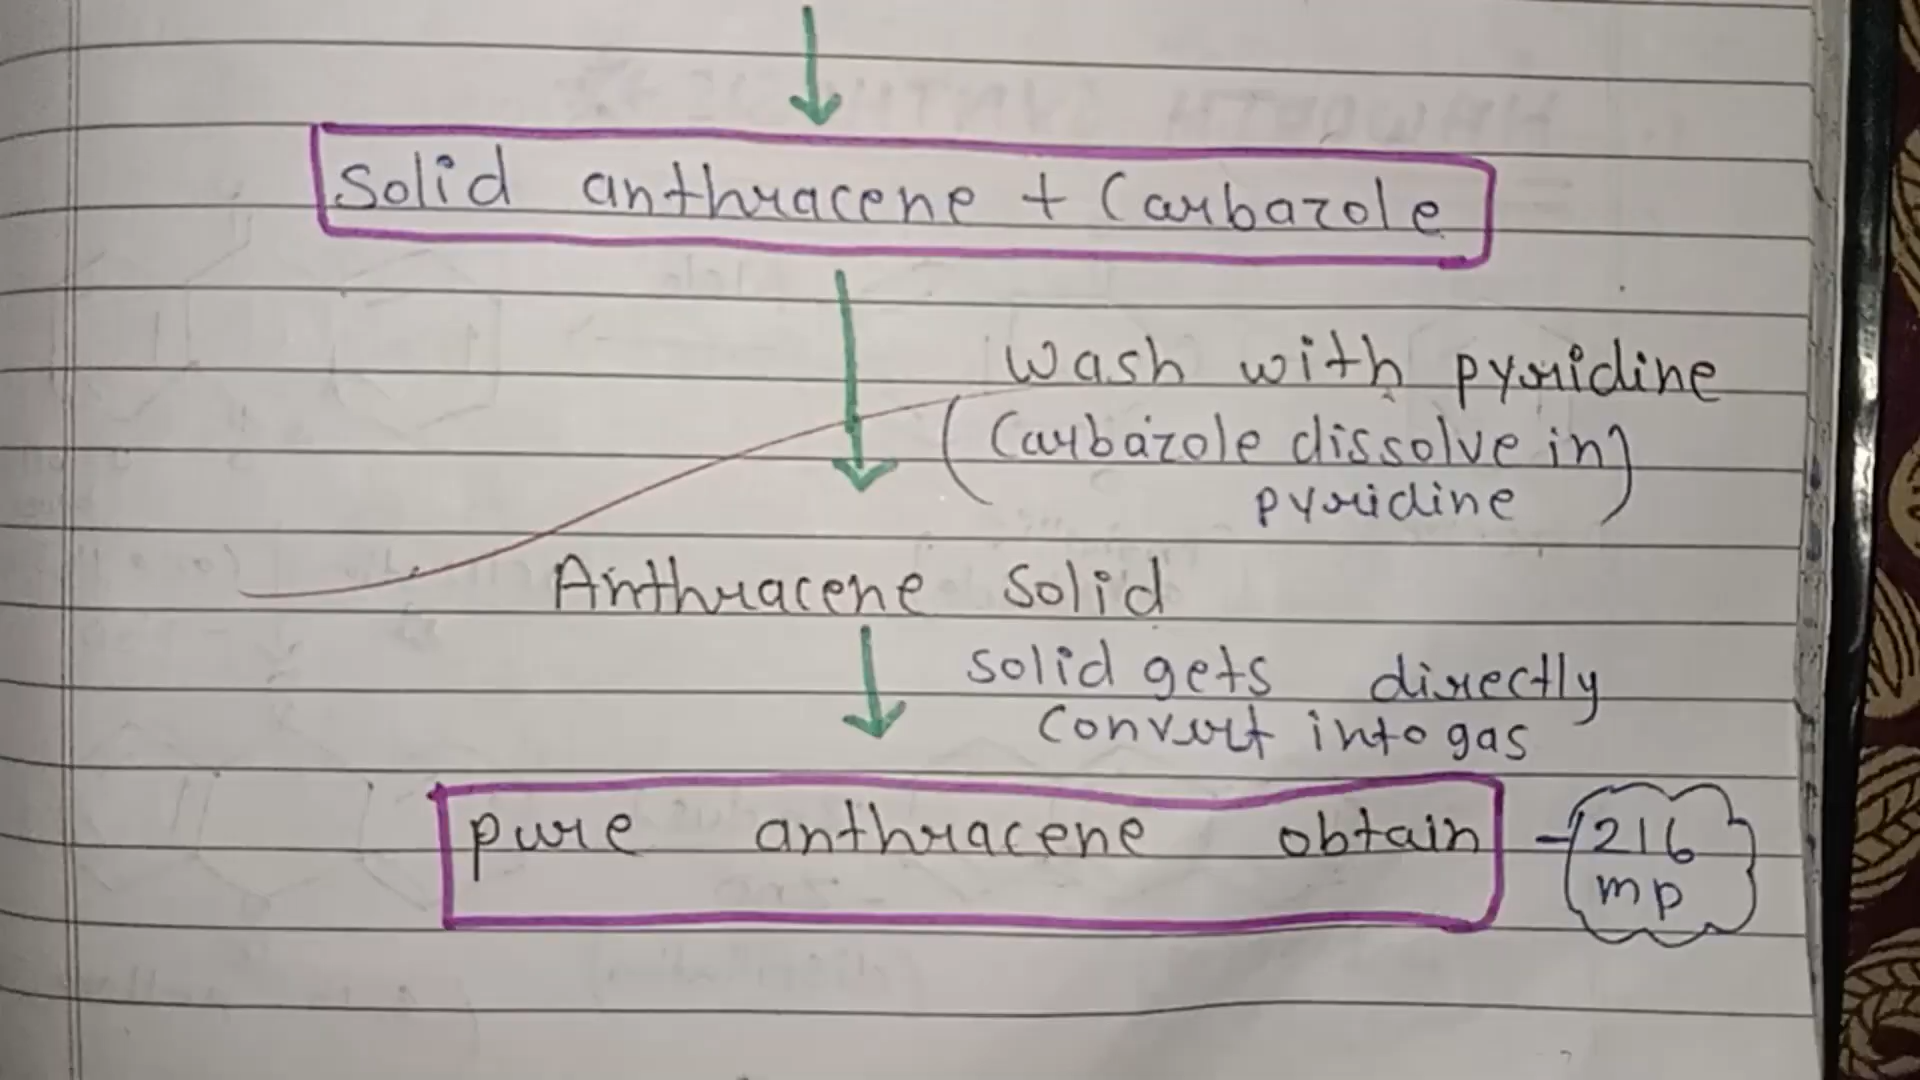 Solid anthracene + Carbazole
Wash with pyridine
(Carbazole dissolve in)
pyridine
Anthracene solid
solid gets directly
convert into gas
pure anthracene obtain - 216
mp